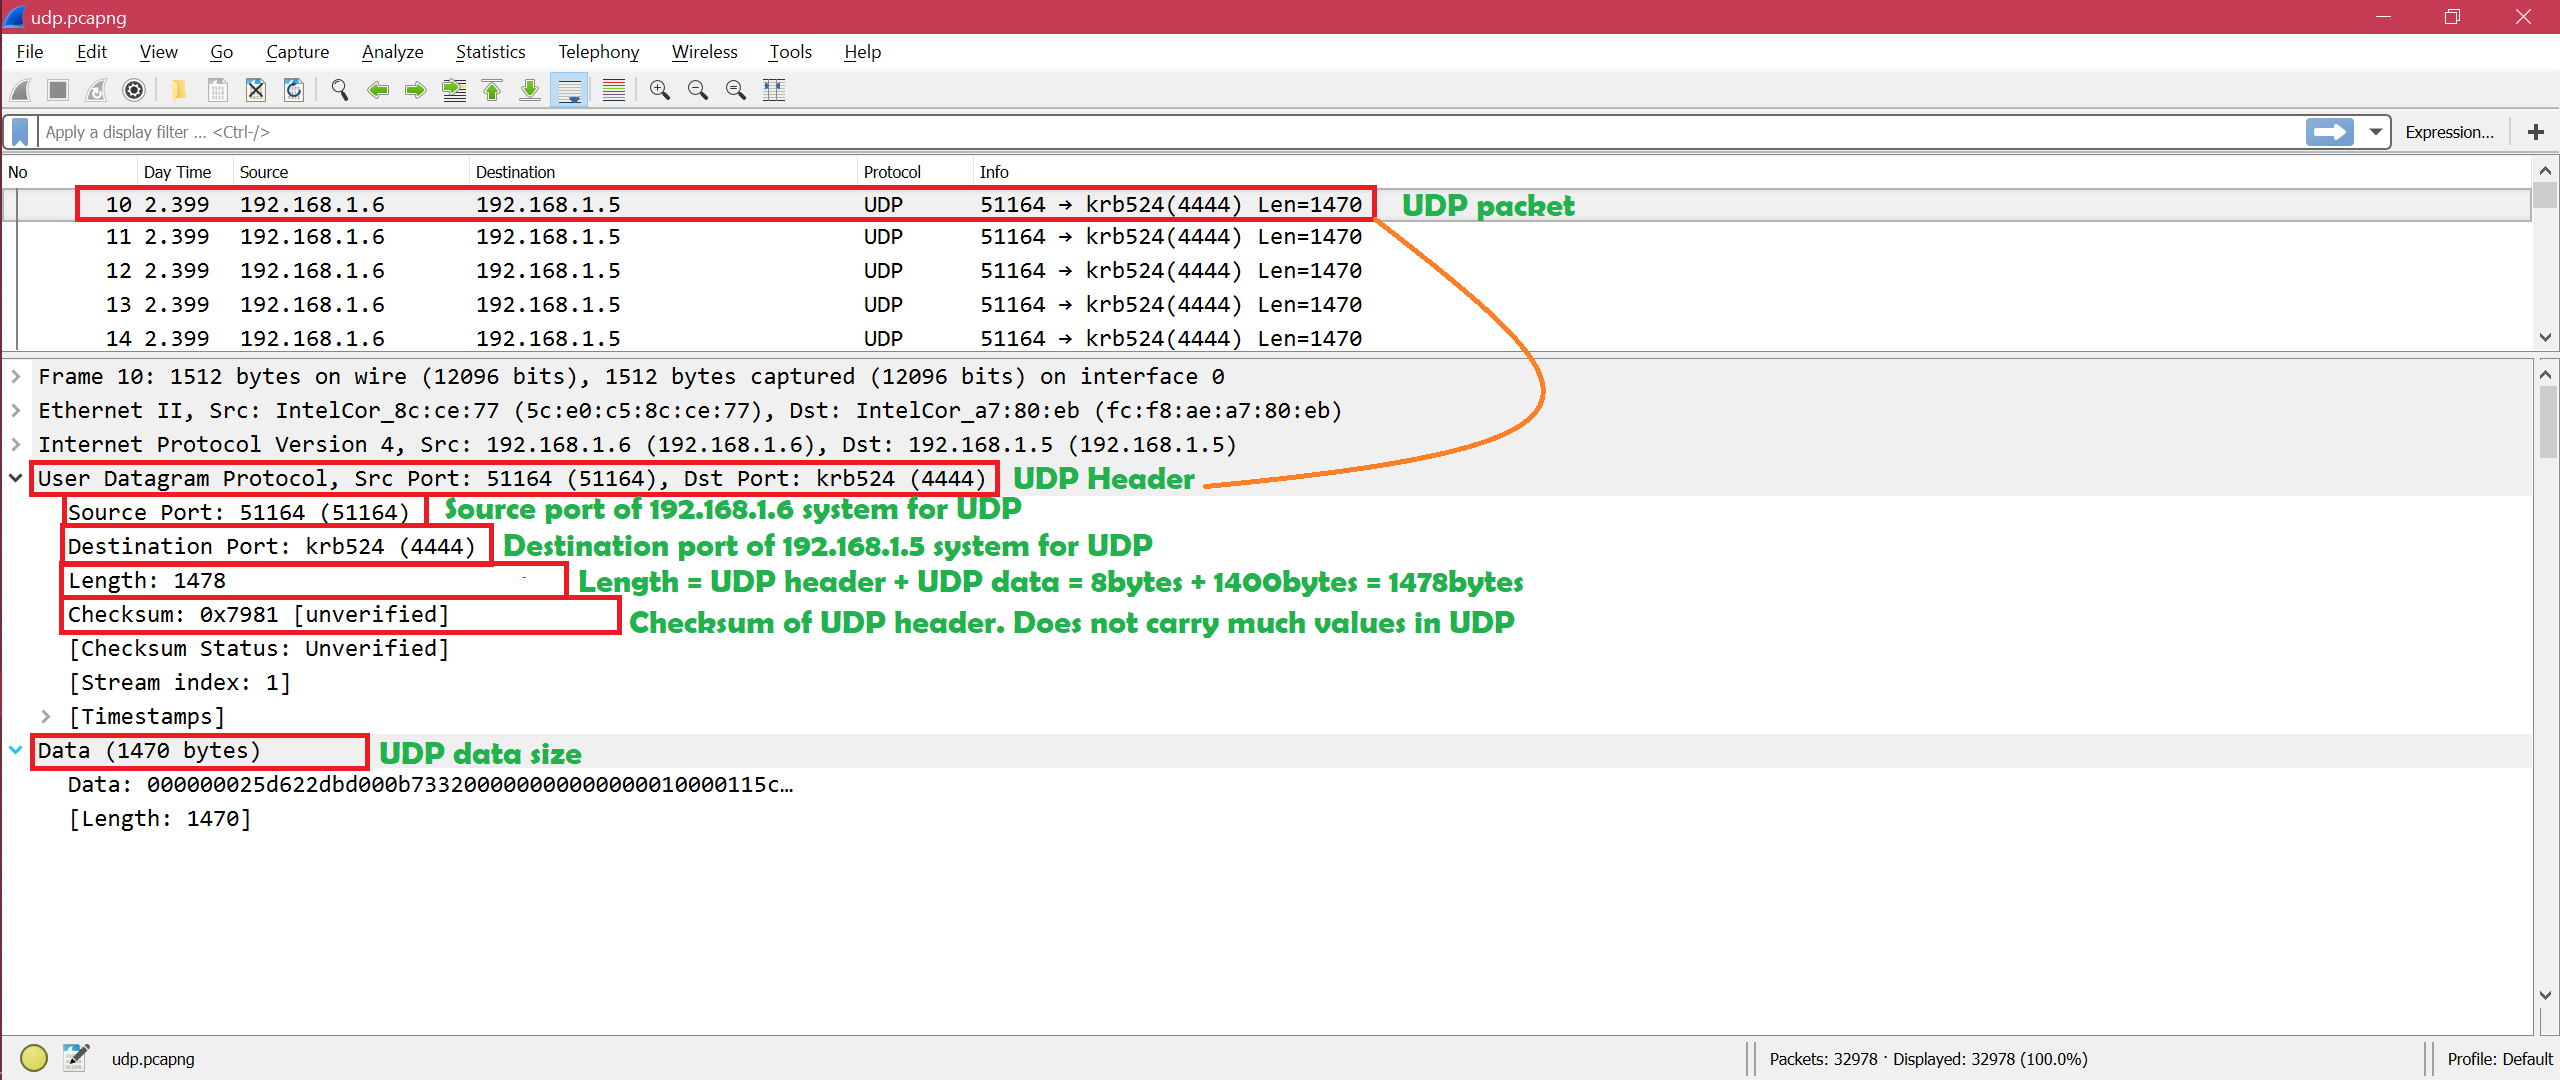 udp.pcapng
File Edit View Go Capture Analyze Statistics Telephony Wireless Tools Help
Apply a display filter ... <Ctrl-/> Expression... +
No Day Time Source Destination Protocol Info
10 2.399 192.168.1.6 192.168.1.5 UDP 51164 → krb524(4444) Len=1470 UDP packet
11 2.399 192.168.1.6 192.168.1.5 UDP 51164 → krb524(4444) Len=1470
12 2.399 192.168.1.6 192.168.1.5 UDP 51164 → krb524(4444) Len=1470
13 2.399 192.168.1.6 192.168.1.5 UDP 51164 → krb524(4444) Len=1470
14 2.399 192.168.1.6 192.168.1.5 UDP 51164 → krb524(4444) Len=1470
Frame 10: 1512 bytes on wire (12096 bits), 1512 bytes captured (12096 bits) on interface 0
Ethernet II, Src: IntelCor_8c:ce:77 (5c:e0:c5:8c:ce:77), Dst: IntelCor_a7:80:eb (fc:f8:ae:a7:80:eb)
Internet Protocol Version 4, Src: 192.168.1.6 (192.168.1.6), Dst: 192.168.1.5 (192.168.1.5)
User Datagram Protocol, Src Port: 51164 (51164), Dst Port: krb524 (4444) UDP Header
Source Port: 51164 (51164) Source port of 192.168.1.6 system for UDP
Destination Port: krb524 (4444) Destination port of 192.168.1.5 system for UDP
Length: 1478 Length = UDP header + UDP data = 8bytes + 1400bytes = 1478bytes
Checksum: 0x7981 [unverified] Checksum of UDP header. Does not carry much values in UDP
[Checksum Status: Unverified]
[Stream index: 1]
[Timestamps]
Data (1470 bytes) UDP data size
Data: 000000025d622dbd000b73320000000000000010000115c…
[Length: 1470]
udp.pcapng Packets: 32978 · Displayed: 32978 (100.0%) Profile: Default